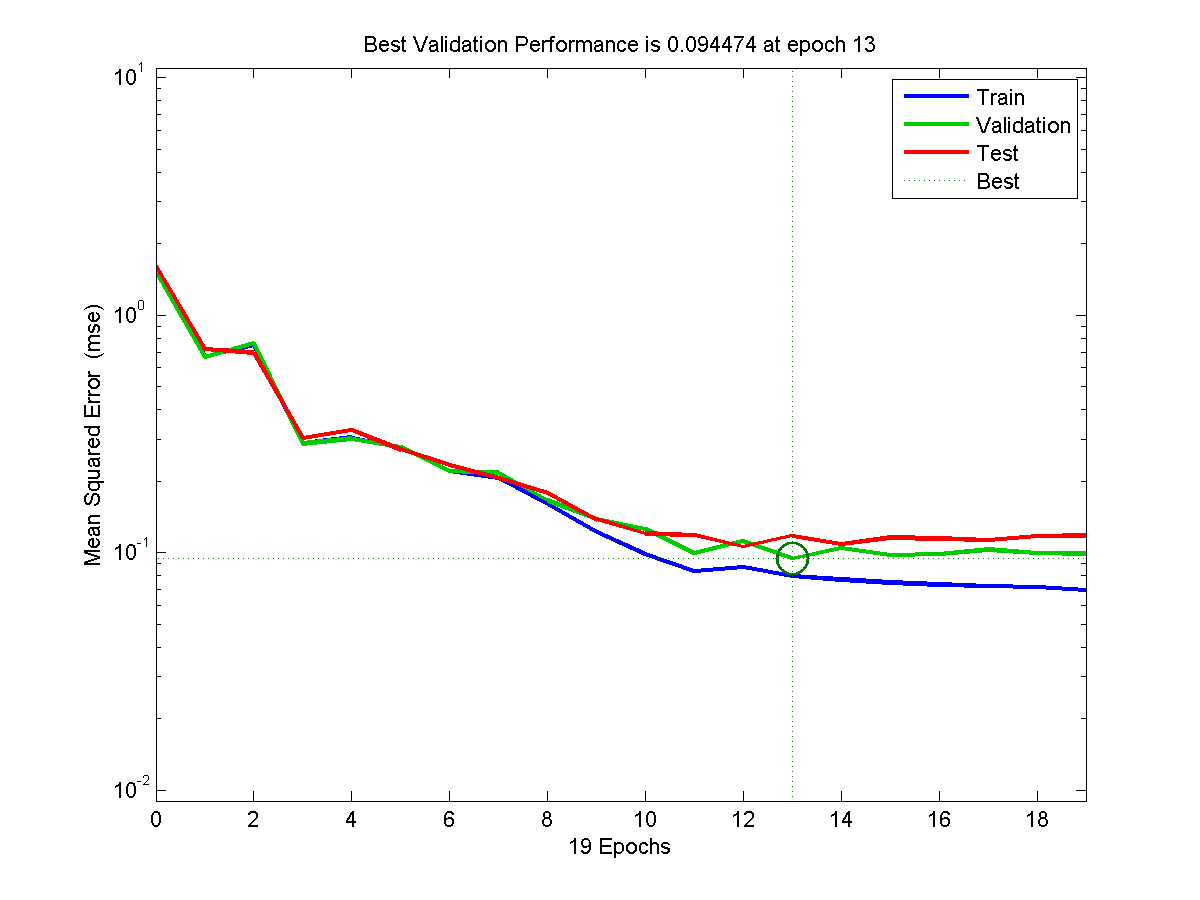 Best Validation Performance is 0.094474 at epoch 13
Train
Validation
Test
Best
Mean Squared Error  (mse)
10^1
10^0
10^-1
10^-2
0 2 4 6 8 10 12 14 16 18
19 Epochs